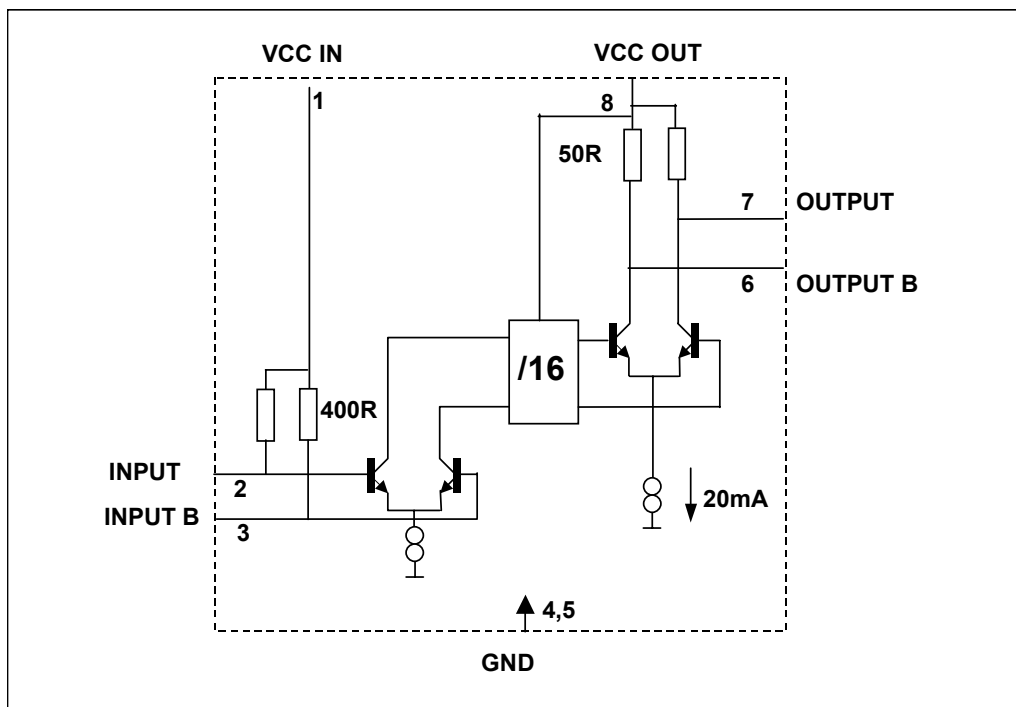 VCC IN
VCC OUT
1
8
50R
7
OUTPUT
6
OUTPUT B
/16
400R
INPUT
2
20mA
INPUT B
3
4,5
GND